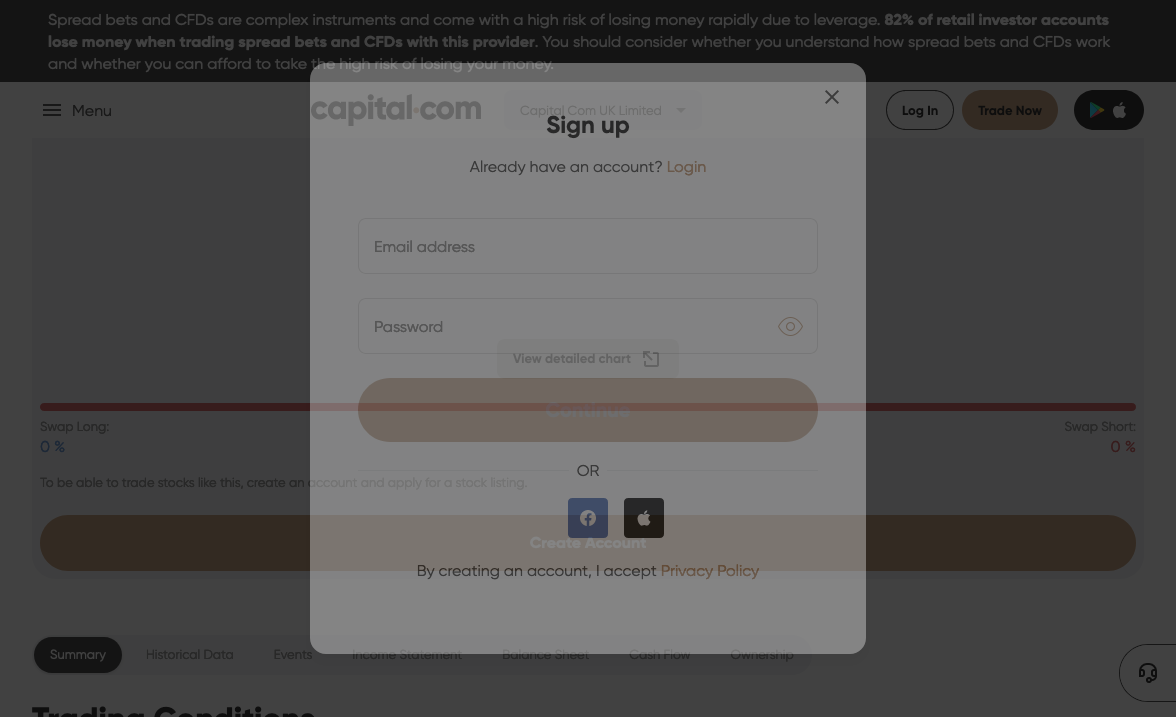 Spread bets and CFDs are complex instruments and come with a high risk of losing money rapidly due to leverage. 82% of retail investor accounts
lose money when trading spread bets and CFDs with this provider. You should consider whether you understand how spread bets and CFDs work
and whether you can afford to take the high risk of losing your money.
Menu
capital.com
Capital Com UK Limited
Log In
Trade Now
Sign up
Already have an account? Login
Email address
Password
View detailed chart
Continue
Swap Long:
Swap Short:
0 %
0 %
OR
To be able to trade stocks like this, create an account and apply for a stock listing.
Create Account
By creating an account, I accept Privacy Policy
Summary
Historical Data
Events
Income Statement
Balance Sheet
Cash Flow
Ownership
Trading Conditions